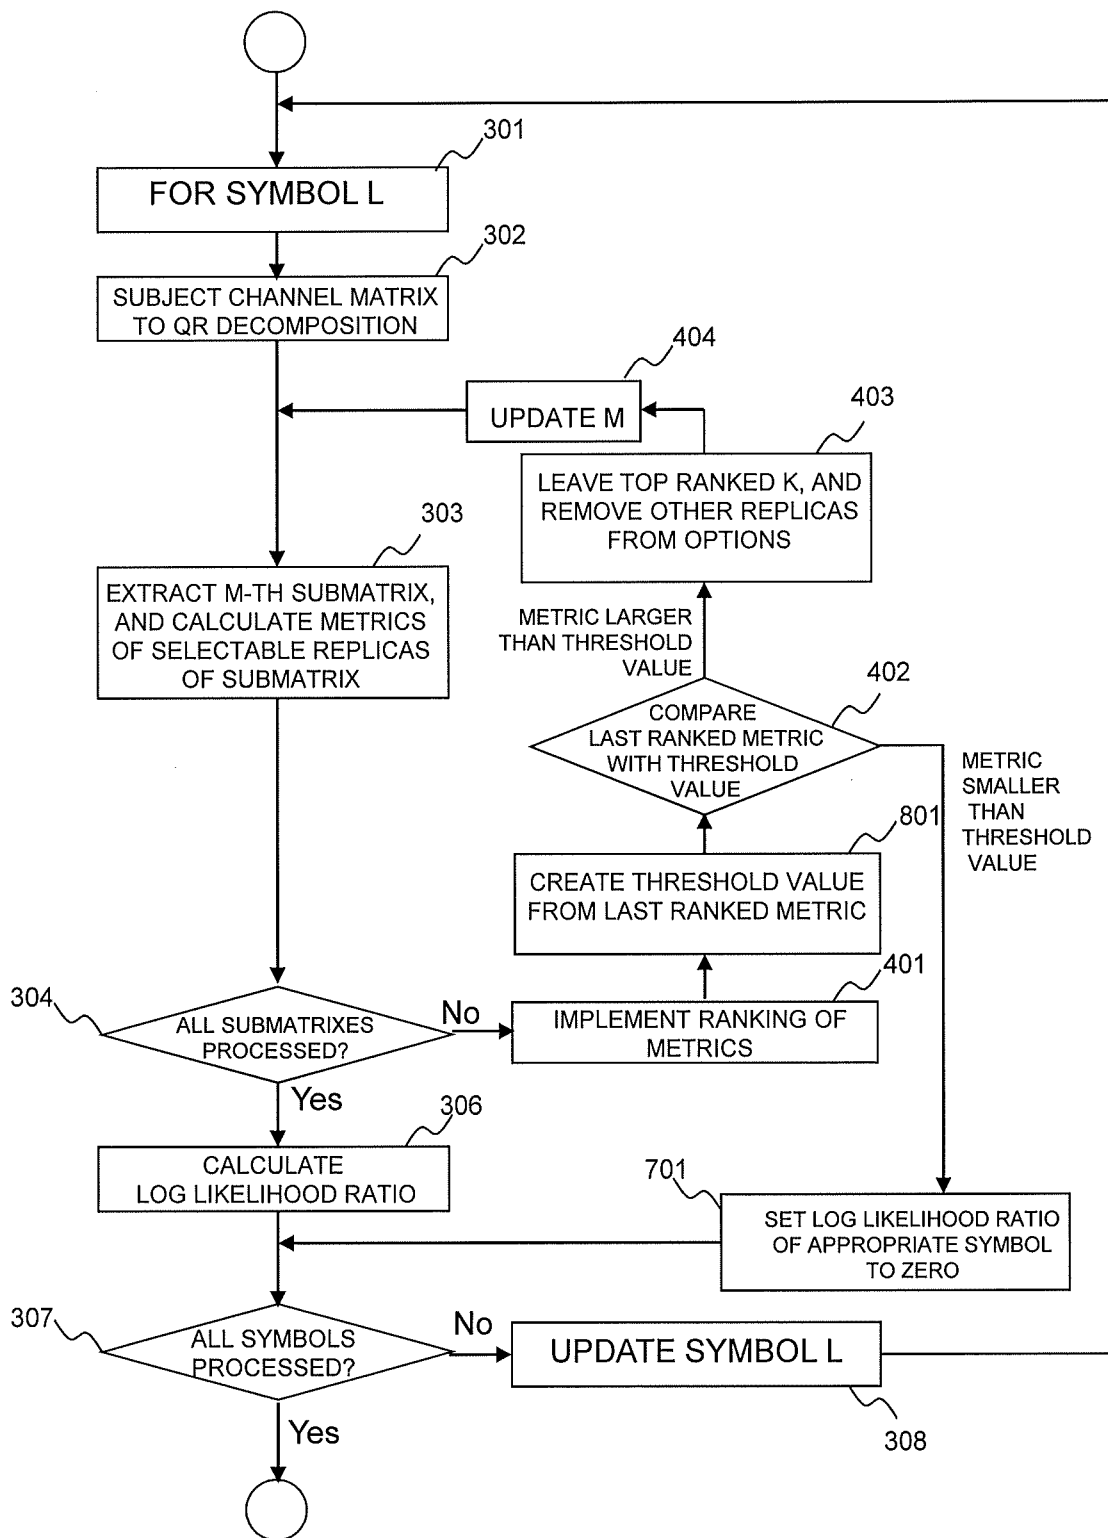 301
FOR SYMBOL L
302
SUBJECT CHANNEL MATRIX
TO QR DECOMPOSITION
404
UPDATE M
403
LEAVE TOP RANKED K, AND
REMOVE OTHER REPLICAS
FROM OPTIONS
303
EXTRACT M-TH SUBMATRIX,
AND CALCULATE METRICS
OF SELECTABLE REPLICAS
OF SUBMATRIX
METRIC LARGER
THAN THRESHOLD
VALUE
402
COMPARE
LAST RANKED METRIC
WITH THRESHOLD
VALUE
METRIC
SMALLER
THAN
THRESHOLD
VALUE
801
CREATE THRESHOLD VALUE
FROM LAST RANKED METRIC
401
IMPLEMENT RANKING OF
METRICS
304
ALL SUBMATRIXES
PROCESSED?
No
Yes
306
CALCULATE
LOG LIKELIHOOD RATIO
701
SET LOG LIKELIHOOD RATIO
OF APPROPRIATE SYMBOL
TO ZERO
307
ALL SYMBOLS
PROCESSED?
No
UPDATE SYMBOL L
308
Yes